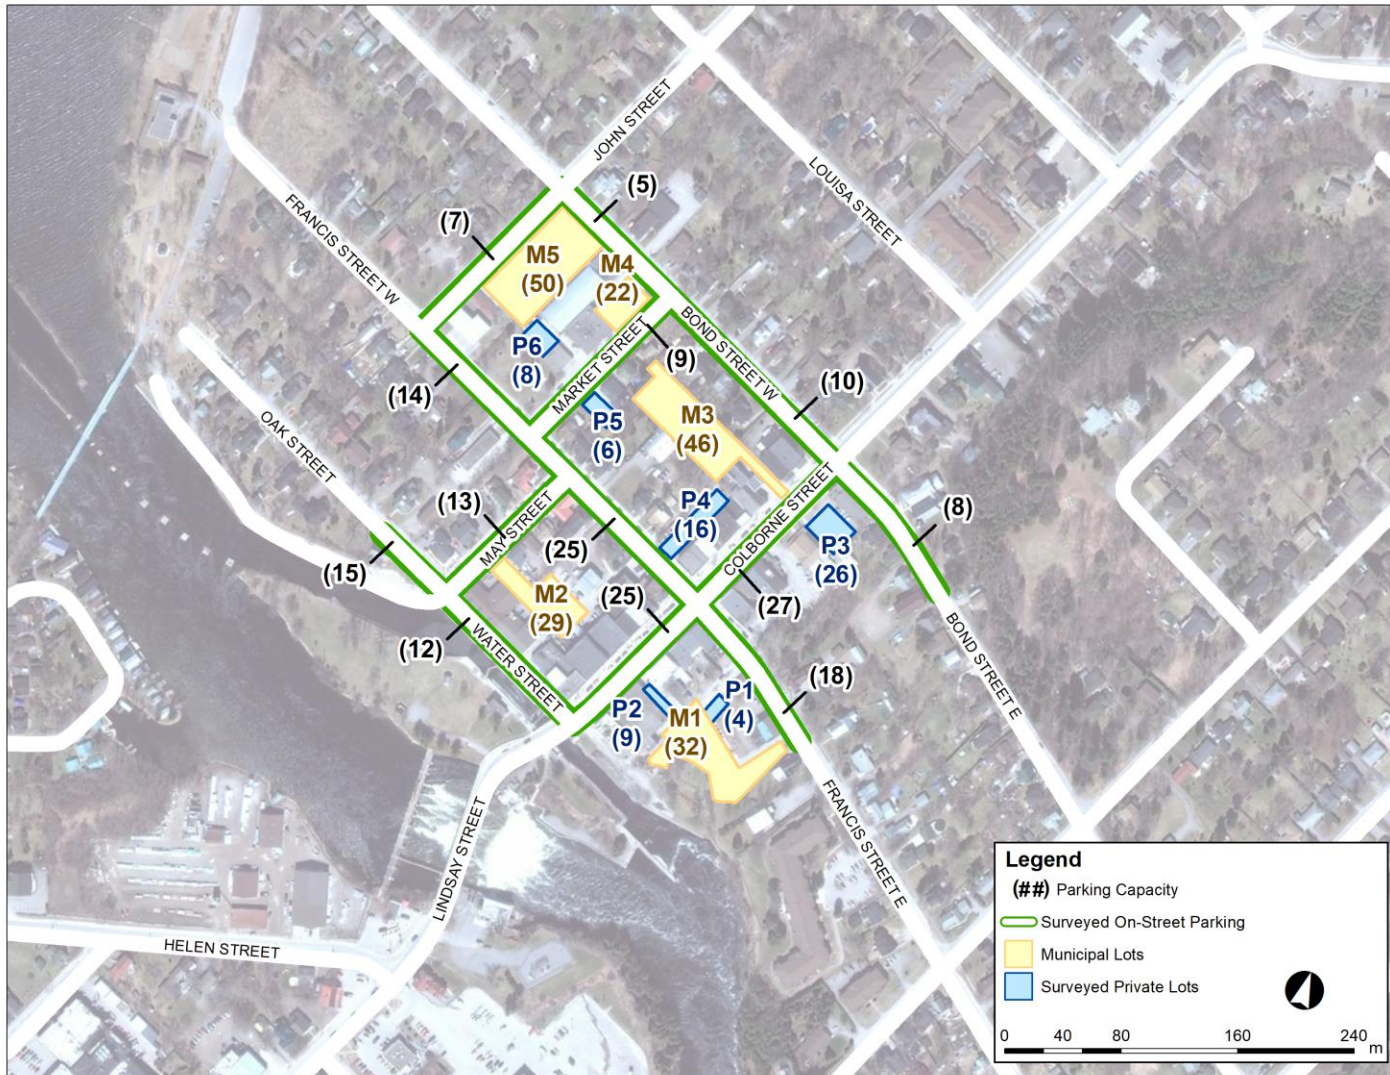 JOHN STREET
(5)
LOUISA STREET
FRANCIS STREET W
(7)
M5
(50)
M4
(22)
BOND STREET W
P6
(8)
MARKET STREET
(9)
(14)
(10)
P5
(6)
M3
(46)
OAK STREET
P4
(16)
COLBORNE STREET
(8)
(13)
MAY STREET
(25)
P3
(26)
(15)
M2
(29)
(25)
(27)
(12)
WATER STREET
BOND STREET E
(18)
P2
(9)
M1
(32)
P1
(4)
FRANCIS STREET E
LINDSAY STREET
HELEN STREET
Legend
(##) Parking Capacity
Surveyed On-Street Parking
Municipal Lots
Surveyed Private Lots
0 40 80 160 240
m